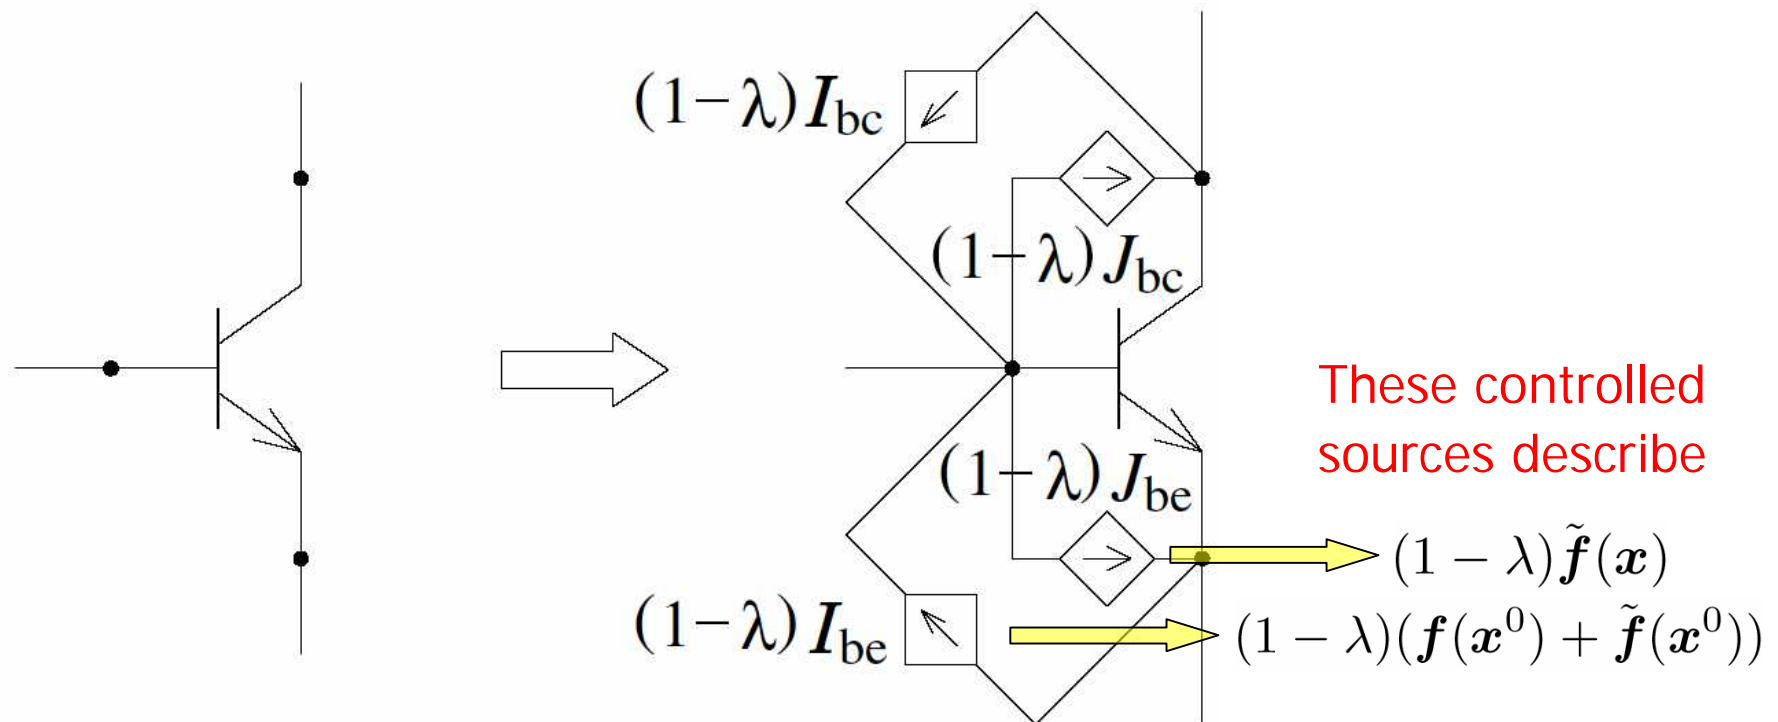 (1−λ)I_bc
(1−λ)J_bc
These controlled
sources describe
(1−λ)J_be
(1 − λ)f̃(x)
(1−λ)I_be
(1 − λ)(f(x⁰) + f̃(x⁰))